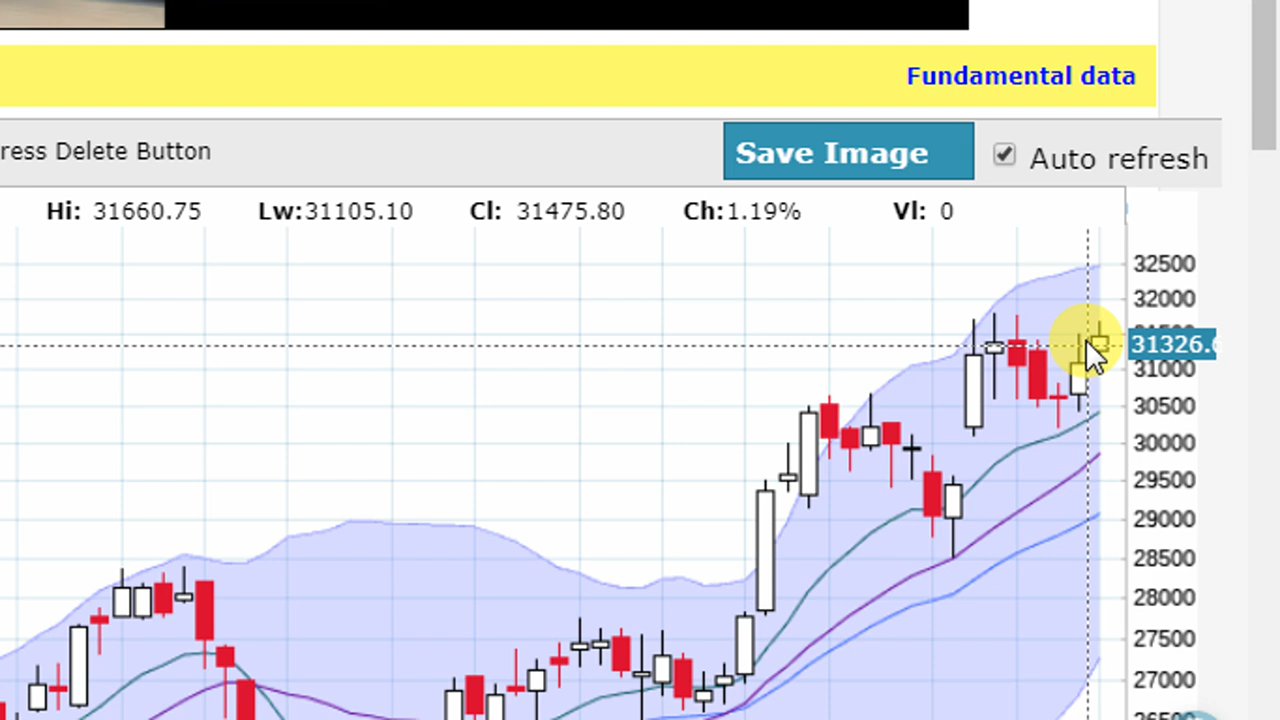 Fundamental data
ress Delete Button
Save Image
Auto refresh
Hi: 31660.75 Lw:31105.10 Cl: 31475.80 Ch:1.19% Vl: 0
32500
32000
31326.6
31000
30500
30000
29500
29000
28500
28000
27500
27000